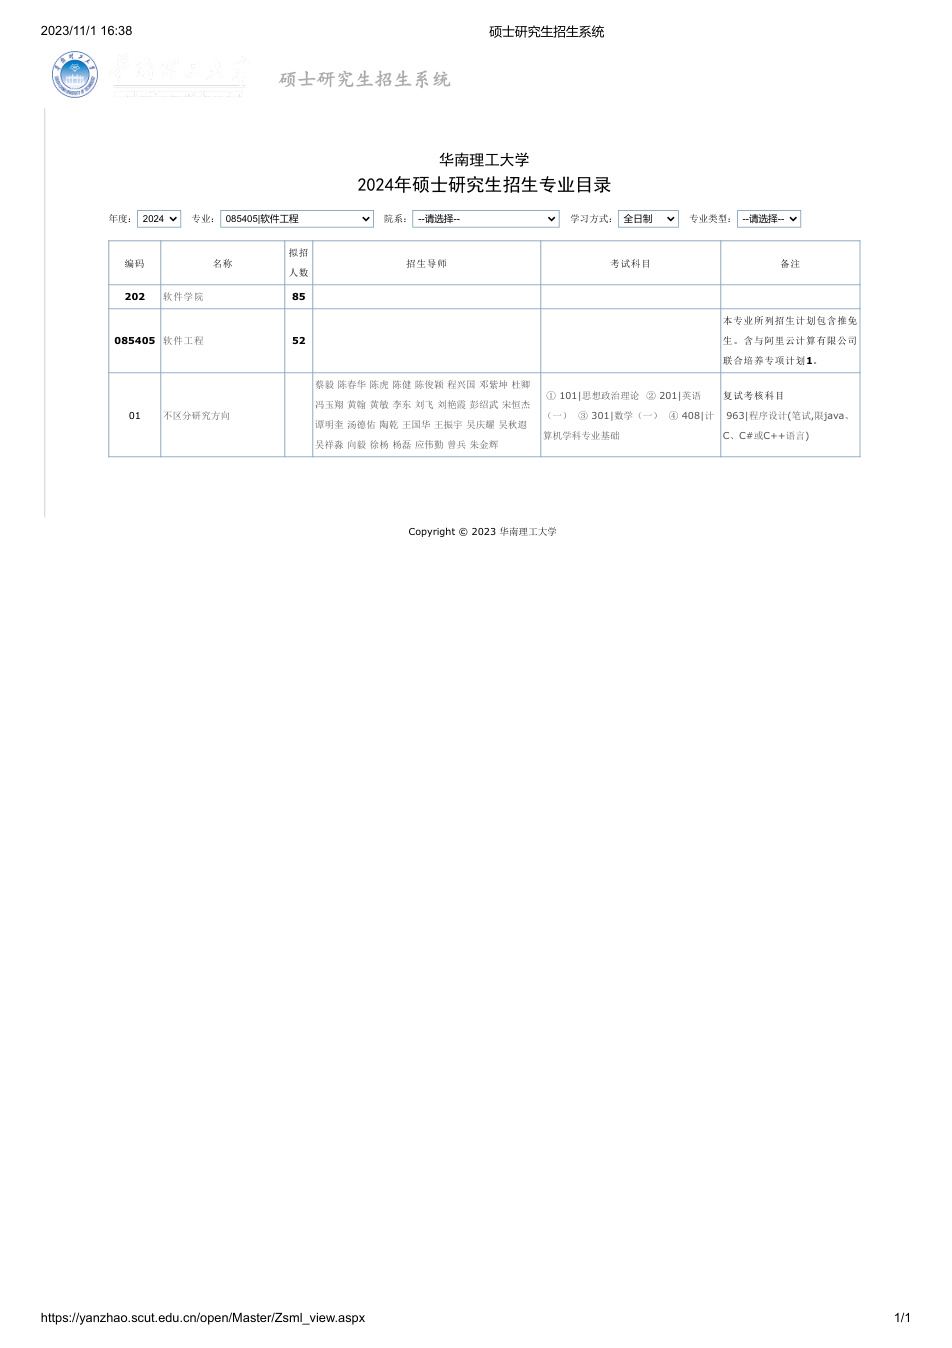 2023/11/1 16:38 硕士研究生招生系统
硕士研究生招生系统
华南理工大学
2024年硕士研究生招生专业目录
年度: 2024 专业: 085405|软件工程 院系: --请选择-- 学习方式: 全日制 专业类型: --请选择--
编码 名称 拟招人数 招生导师 考试科目 备注
202 软件学院 85
085405 软件工程 52
本专业所列招生计划包含推免
生。含与阿里云计算有限公司
联合培养专项计划1。
01 不区分研究方向
蔡毅 陈春华 陈虎 陈健 陈俊颖 程兴国 邓紫坤 杜卿
冯玉翔 黄翰 黄敏 李东 刘飞 刘艳霞 彭绍武 宋恒杰
谭明奎 汤德佑 陶乾 王国华 王振宇 吴庆耀 吴秋遐
吴祥淼 向毅 徐杨 杨磊 应伟勤 曾兵 朱金辉
① 101|思想政治理论 ② 201|英语
（一） ③ 301|数学（一） ④ 408|计
算机学科专业基础
复试考核科目
963|程序设计(笔试,限java、
C、C#或C++语言)
Copyright © 2023 华南理工大学
https://yanzhao.scut.edu.cn/open/Master/Zsml_view.aspx 1/1